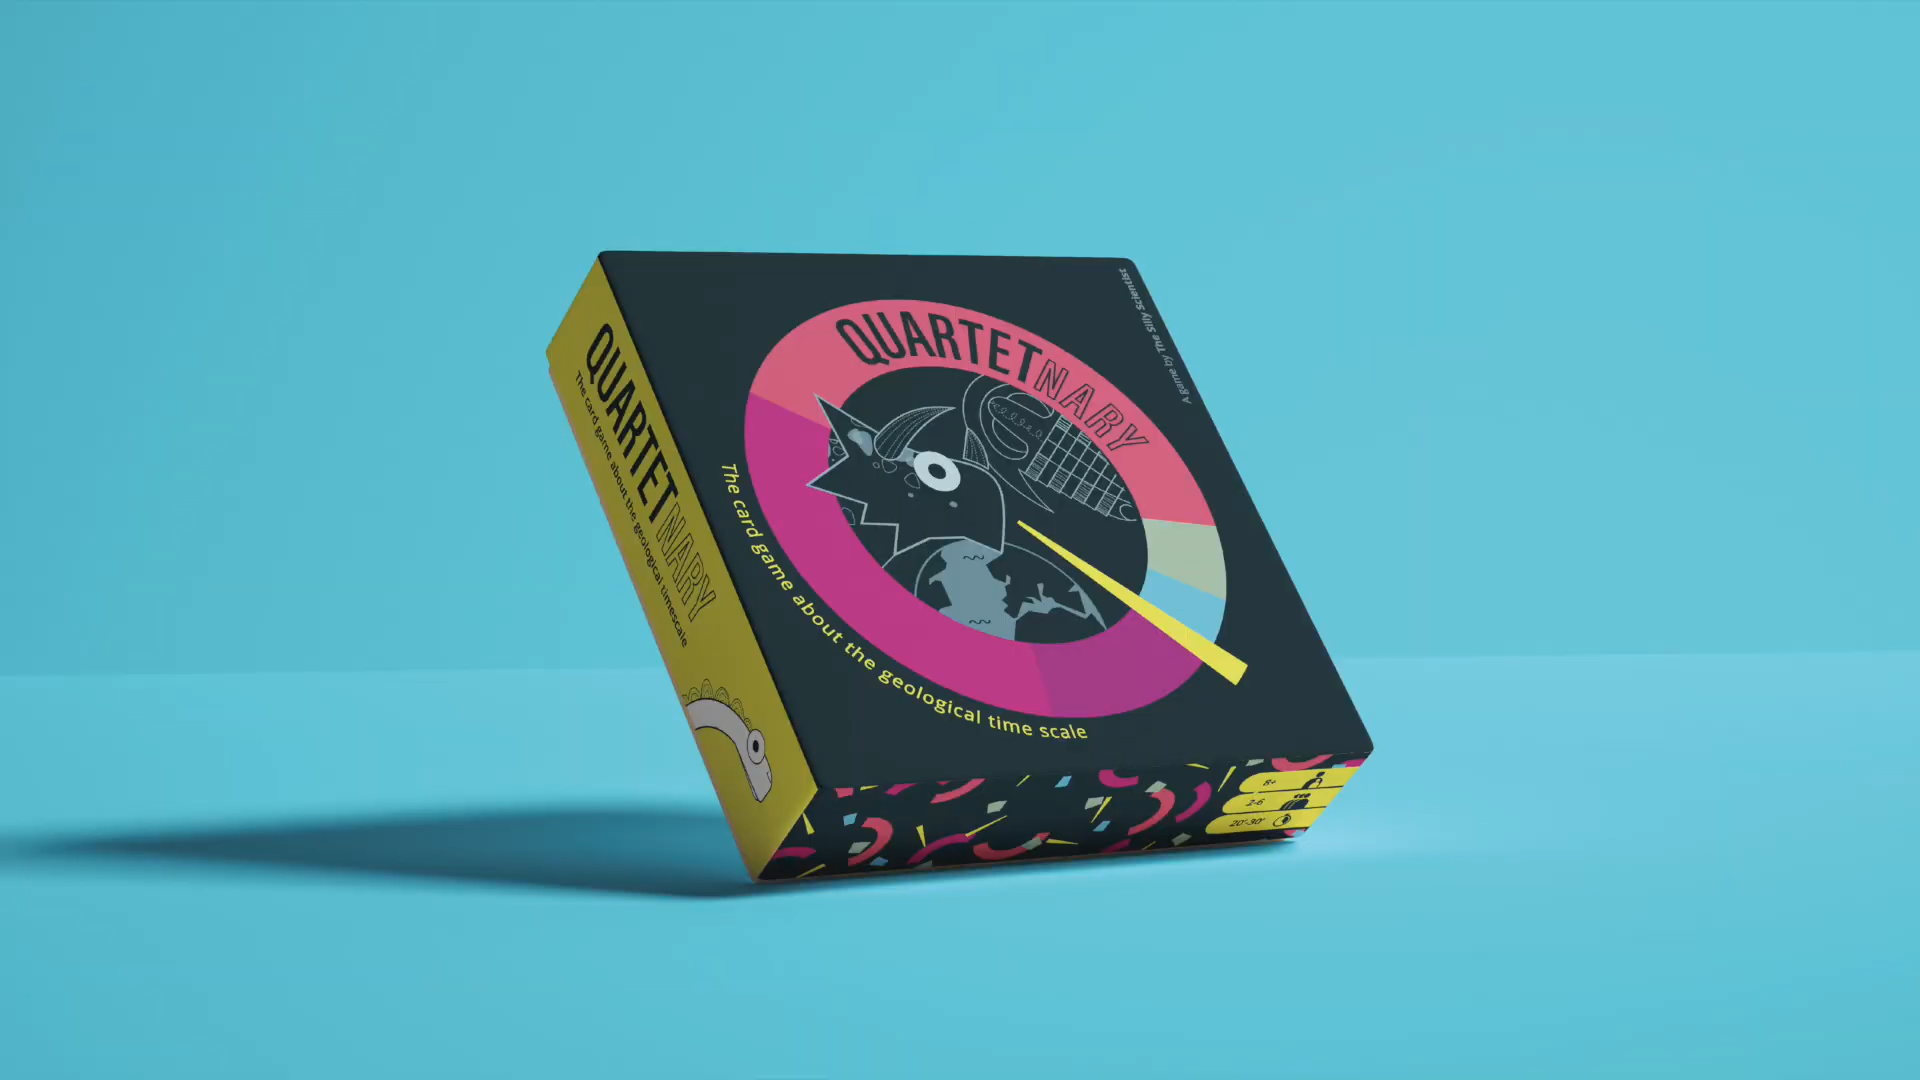 QUARTETNARY
The card game about the geological time scale
A game by The Silly Scientist
QUARTETNARY
The card game about the geological timescale
8+
2-6
20'-30'